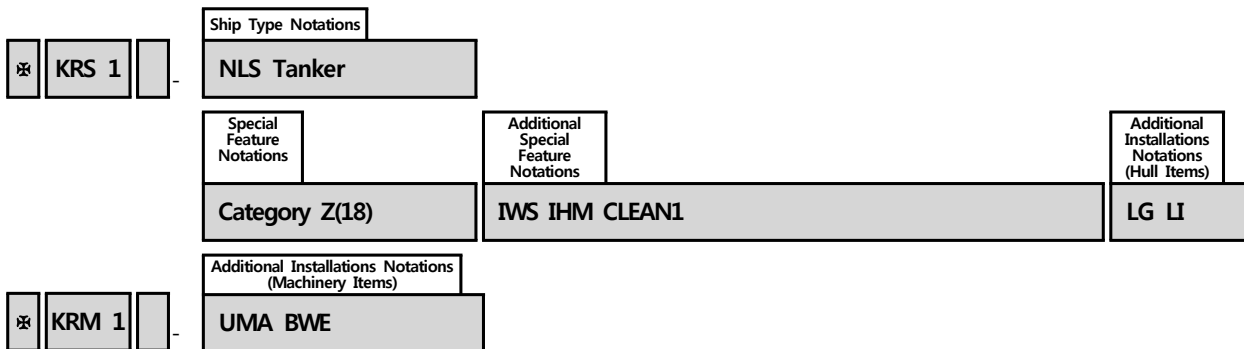 Ship Type Notations
✠ KRS 1 - NLS Tanker
Special
Feature
Notations
Additional
Special
Feature
Notations
Additional
Installations
Notations
(Hull Items)
Category Z(18) IWS IHM CLEAN1 LG LI
Additional Installations Notations
(Machinery Items)
✠ KRM 1 - UMA BWE